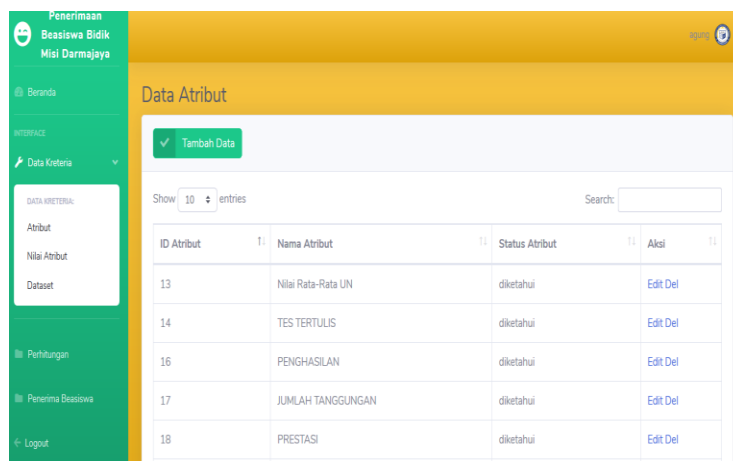 Penerimaan
Beasiswa Bidik
Misi Darmajaya
agung
Beranda
INTERFACE
Data Kreteria
DATA KRETERIA:
Atribut
Nilai Atribut
Dataset
Perhitungan
Penerima Beasiswa
Logout
Data Atribut
Tambah Data
Show 10 entries
Search:
ID Atribut Nama Atribut Status Atribut Aksi
13 Nilai Rata-Rata UN diketahui Edit Del
14 TES TERTULIS diketahui Edit Del
16 PENGHASILAN diketahui Edit Del
17 JUMLAH TANGGUNGAN diketahui Edit Del
18 PRESTASI diketahui Edit Del